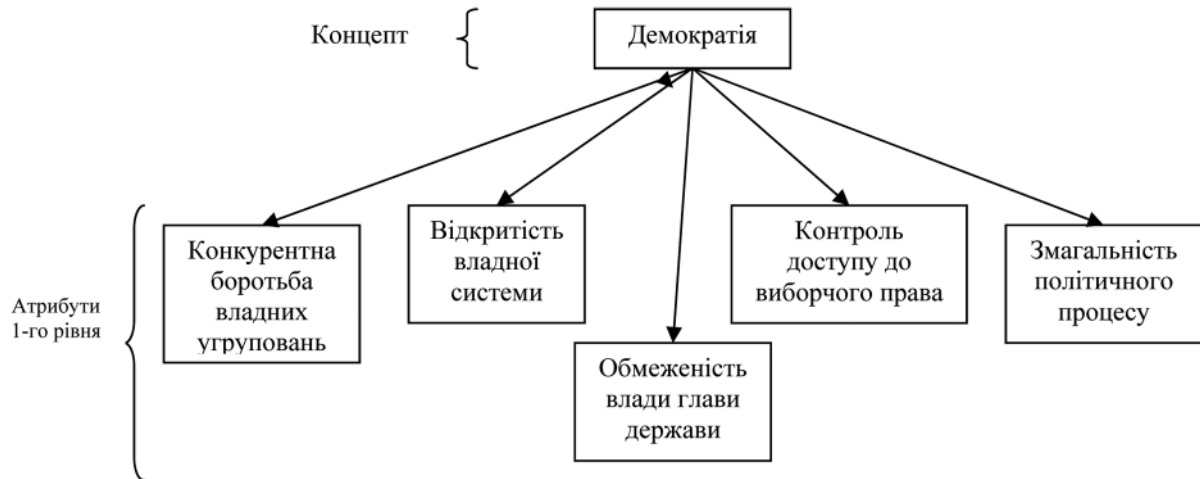 Концепт
Демократія
Атрибути
1-го рівня
Конкурентна
боротьба
владних
угруповань
Відкритість
владної
системи
Обмеженість
влади глави
держави
Контроль
доступу до
виборчого права
Змагальність
політичного
процесу